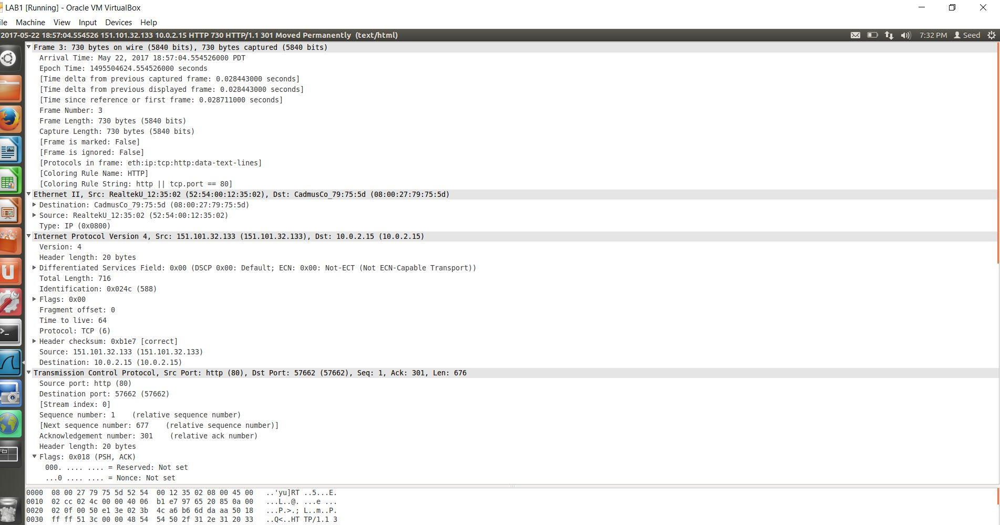 LAB1 [Running] - Oracle VM VirtualBox
ile Machine View Input Devices Help
2017-05-22 18:57:04.554526 151.101.32.133 10.0.2.15 HTTP 730 HTTP/1.1 301 Moved Permanently (text/html) 7:32 PM Seed
Frame 3: 730 bytes on wire (5840 bits), 730 bytes captured (5840 bits)
Arrival Time: May 22, 2017 18:57:04.554526000 PDT
Epoch Time: 1495504624.554526000 seconds
[Time delta from previous captured frame: 0.028443000 seconds]
[Time delta from previous displayed frame: 0.028443000 seconds]
[Time since reference or first frame: 0.028711000 seconds]
Frame Number: 3
Frame Length: 730 bytes (5840 bits)
Capture Length: 730 bytes (5840 bits)
[Frame is marked: False]
[Frame is ignored: False]
[Protocols in frame: eth:ip:tcp:http:data-text-lines]
[Coloring Rule Name: HTTP]
[Coloring Rule String: http || tcp.port == 80]
Ethernet II, Src: RealtekU_12:35:02 (52:54:00:12:35:02), Dst: CadmusCo_79:75:5d (08:00:27:79:75:5d)
Destination: CadmusCo_79:75:5d (08:00:27:79:75:5d)
Source: RealtekU_12:35:02 (52:54:00:12:35:02)
Type: IP (0x0800)
Internet Protocol Version 4, Src: 151.101.32.133 (151.101.32.133), Dst: 10.0.2.15 (10.0.2.15)
Version: 4
Header length: 20 bytes
Differentiated Services Field: 0x00 (DSCP 0x00: Default; ECN: 0x00: Not-ECT (Not ECN-Capable Transport))
Total Length: 716
Identification: 0x024c (588)
Flags: 0x00
Fragment offset: 0
Time to live: 64
Protocol: TCP (6)
Header checksum: 0xb1e7 [correct]
Source: 151.101.32.133 (151.101.32.133)
Destination: 10.0.2.15 (10.0.2.15)
Transmission Control Protocol, Src Port: http (80), Dst Port: 57662 (57662), Seq: 1, Ack: 301, Len: 676
Source port: http (80)
Destination port: 57662 (57662)
[Stream index: 0]
Sequence number: 1 (relative sequence number)
[Next sequence number: 677 (relative sequence number)]
Acknowledgement number: 301 (relative ack number)
Header length: 20 bytes
Flags: 0x018 (PSH, ACK)
000. .... .... = Reserved: Not set
...0 .... .... = Nonce: Not set
0000 08 00 27 79 75 5d 52 54 00 12 35 02 08 00 45 00 ..'yu]RT ..5...E.
0010 02 cc 02 4c 00 00 40 06 b1 e7 97 65 20 85 0a 00 ...L..@. ...e ...
0020 02 0f 00 50 e1 3e 02 3b 4c a6 b6 6d da aa 50 18 ...P.>.; L..m..P.
0030 ff ff 51 3c 00 00 48 54 54 50 2f 31 2e 31 20 33 ..Q<..HT TP/1.1 3